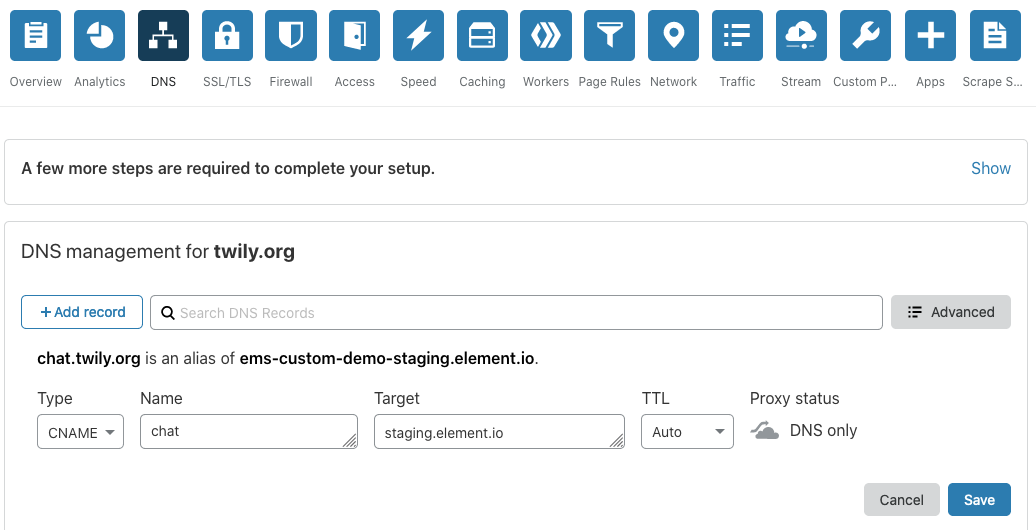 Overview Analytics DNS SSL/TLS Firewall Access Speed Caching Workers Page Rules Network Traffic Stream Custom P... Apps Scrape S...
A few more steps are required to complete your setup. Show
DNS management for twily.org
+ Add record Search DNS Records Advanced
chat.twily.org is an alias of ems-custom-demo-staging.element.io.
Type Name Target TTL Proxy status
CNAME chat staging.element.io Auto DNS only
Cancel Save